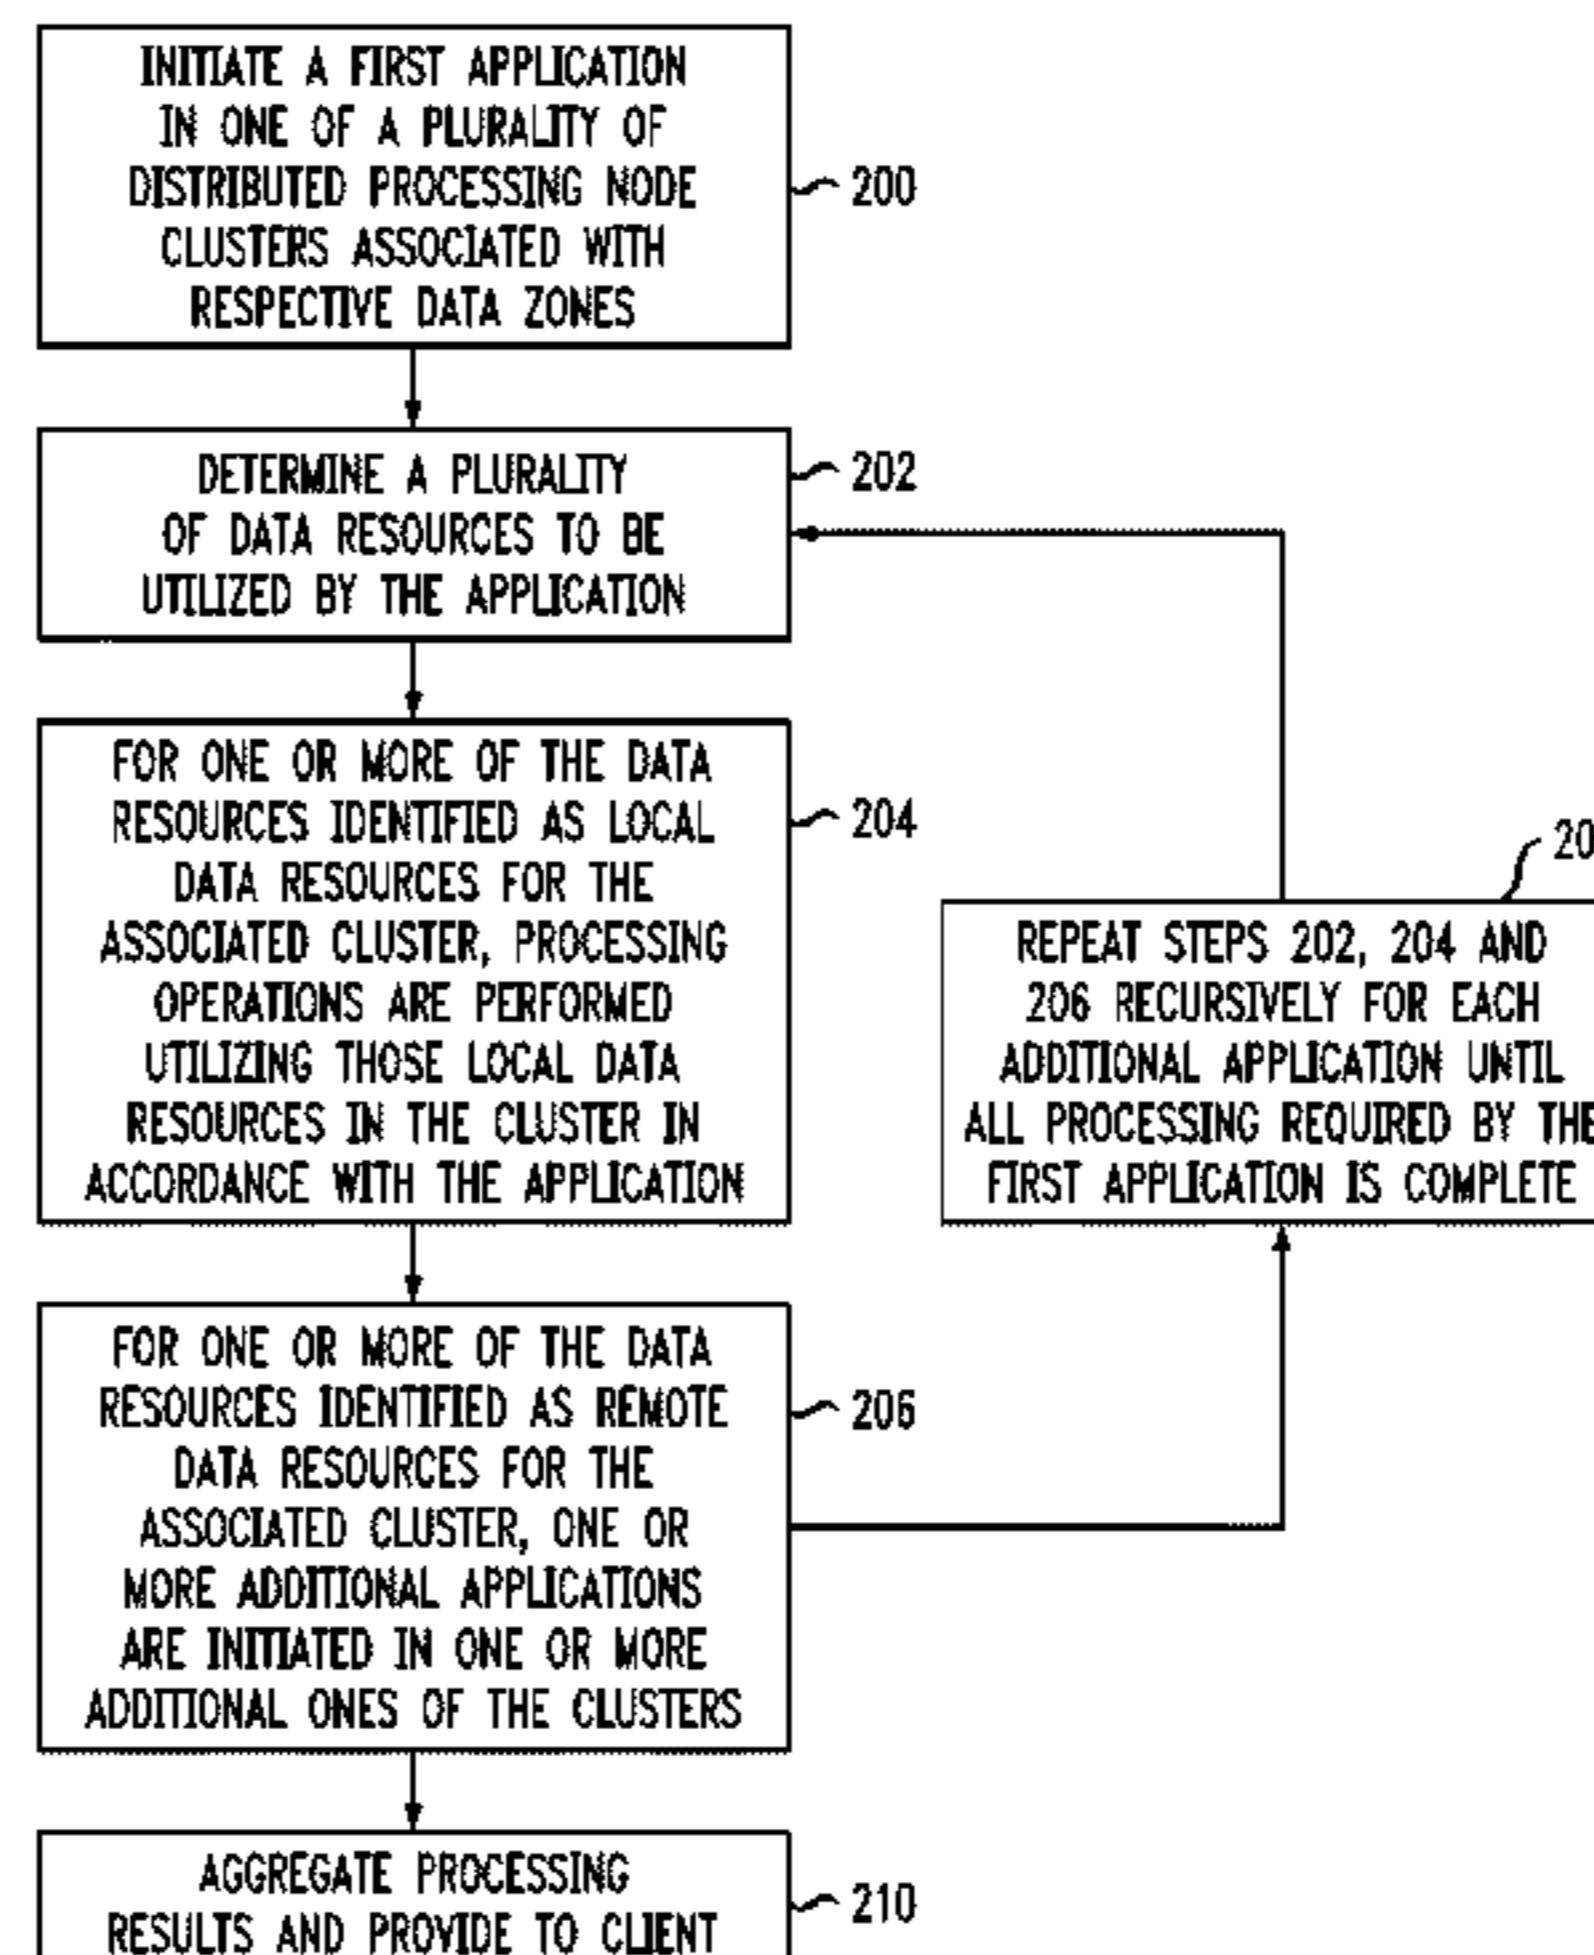 INITIATE A FIRST APPLICATION
IN ONE OF A PLURALITY OF
DISTRIBUTED PROCESSING NODE
CLUSTERS ASSOCIATED WITH
RESPECTIVE DATA ZONES
200
DETERMINE A PLURALITY
OF DATA RESOURCES TO BE
UTILIZED BY THE APPLICATION
202
FOR ONE OR MORE OF THE DATA
RESOURCES IDENTIFIED AS LOCAL
DATA RESOURCES FOR THE
ASSOCIATED CLUSTER, PROCESSING
OPERATIONS ARE PERFORMED
UTILIZING THOSE LOCAL DATA
RESOURCES IN THE CLUSTER IN
ACCORDANCE WITH THE APPLICATION
204
20
REPEAT STEPS 202, 204 AND
206 RECURSIVELY FOR EACH
ADDITIONAL APPLICATION UNTIL
ALL PROCESSING REQUIRED BY THE
FIRST APPLICATION IS COMPLETE
FOR ONE OR MORE OF THE DATA
RESOURCES IDENTIFIED AS REMOTE
DATA RESOURCES FOR THE
ASSOCIATED CLUSTER, ONE OR
MORE ADDITIONAL APPLICATIONS
ARE INITIATED IN ONE OR MORE
ADDITIONAL ONES OF THE CLUSTERS
206
AGGREGATE PROCESSING
RESULTS AND PROVIDE TO CLIENT
210